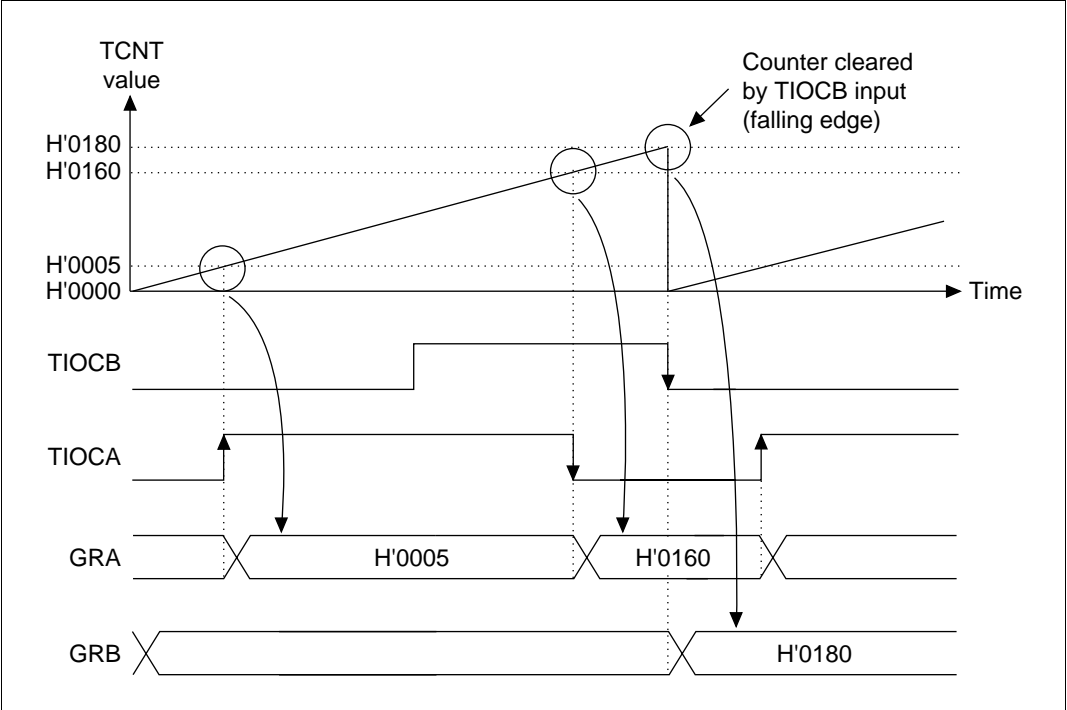 TCNT
value
Counter cleared
by TIOCB input
(falling edge)
H'0180
H'0160
H'0005
H'0000
Time
TIOCB
TIOCA
GRA
H'0005
H'0160
GRB
H'0180